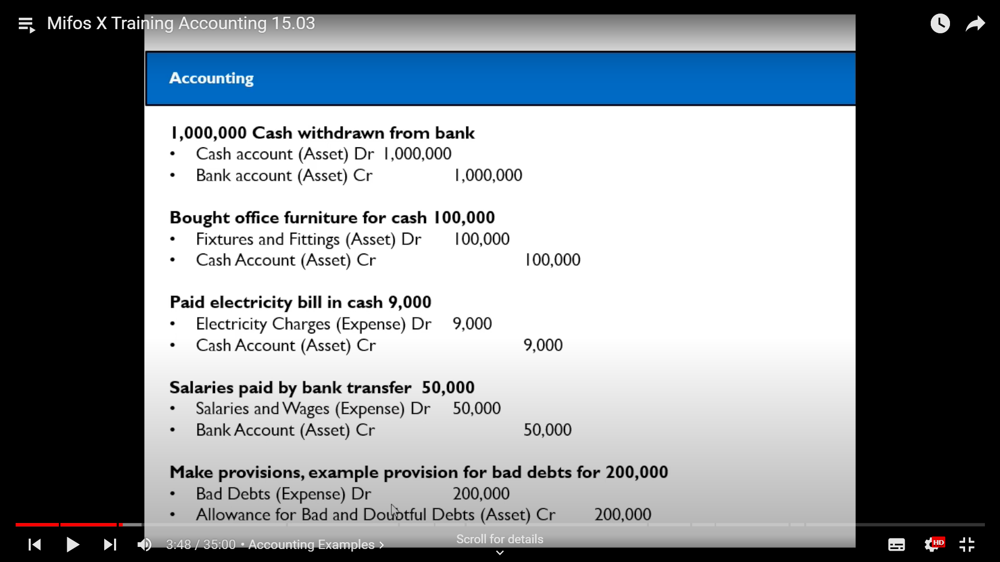 Mifos X Training Accounting 15.03
Accounting
1,000,000 Cash withdrawn from bank
• Cash account (Asset) Dr 1,000,000
• Bank account (Asset) Cr 1,000,000
Bought office furniture for cash 100,000
• Fixtures and Fittings (Asset) Dr 100,000
• Cash Account (Asset) Cr 100,000
Paid electricity bill in cash 9,000
• Electricity Charges (Expense) Dr 9,000
• Cash Account (Asset) Cr 9,000
Salaries paid by bank transfer 50,000
• Salaries and Wages (Expense) Dr 50,000
• Bank Account (Asset) Cr 50,000
Make provisions, example provision for bad debts for 200,000
• Bad Debts (Expense) Dr 200,000
• Allowance for Bad and Doubtful Debts (Asset) Cr 200,000
3:48 / 35:00 • Accounting Examples
Scroll for details
HD